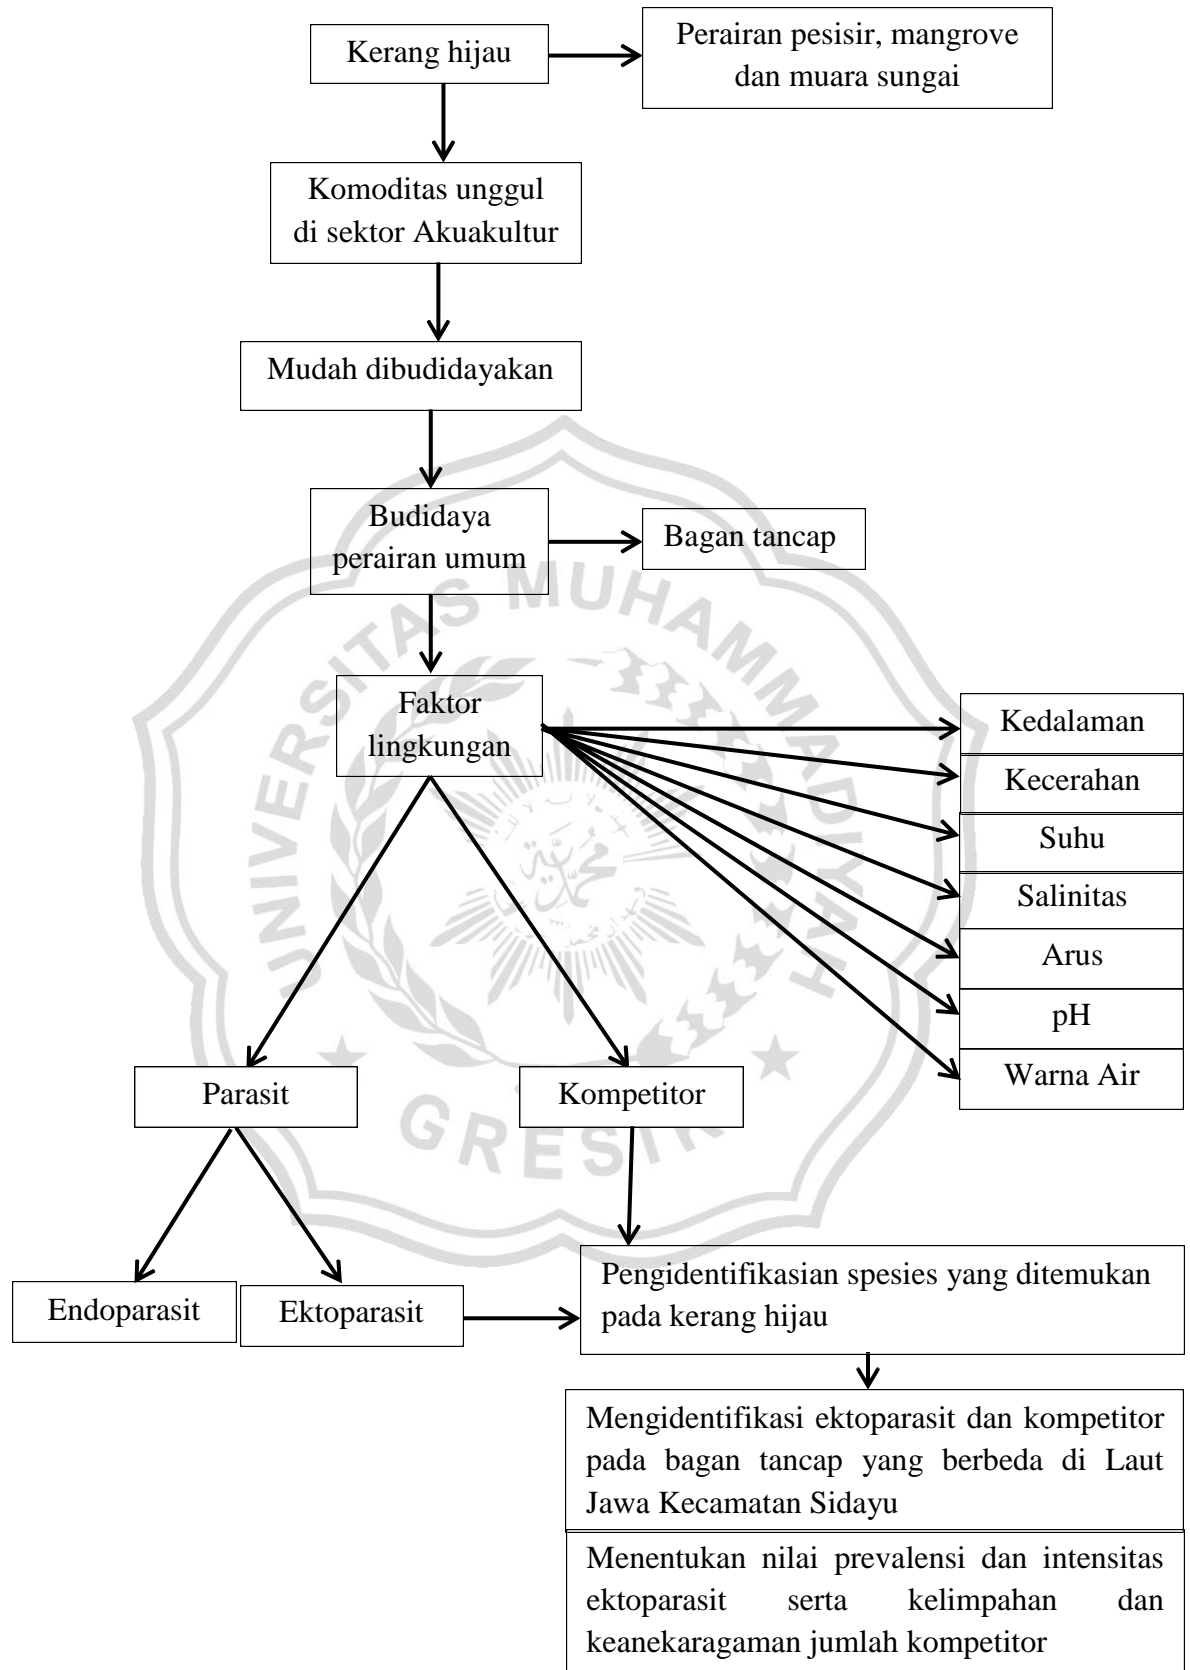 Kerang hijau
Perairan pesisir, mangrove
dan muara sungai
Komoditas unggul
di sektor Akuakultur
Mudah dibudidayakan
Budidaya
perairan umum
Bagan tancap
UNIVERSITAS MUHAMMADIYAH
GRESIK
Faktor
lingkungan
Kedalaman
Kecerahan
Suhu
Salinitas
Arus
pH
Warna Air
Parasit
Kompetitor
Endoparasit
Ektoparasit
Pengidentifikasian spesies yang ditemukan
pada kerang hijau
Mengidentifikasi ektoparasit dan kompetitor
pada bagan tancap yang berbeda di Laut
Jawa Kecamatan Sidayu
Menentukan nilai prevalensi dan intensitas
ektoparasit serta kelimpahan dan
keanekaragaman jumlah kompetitor